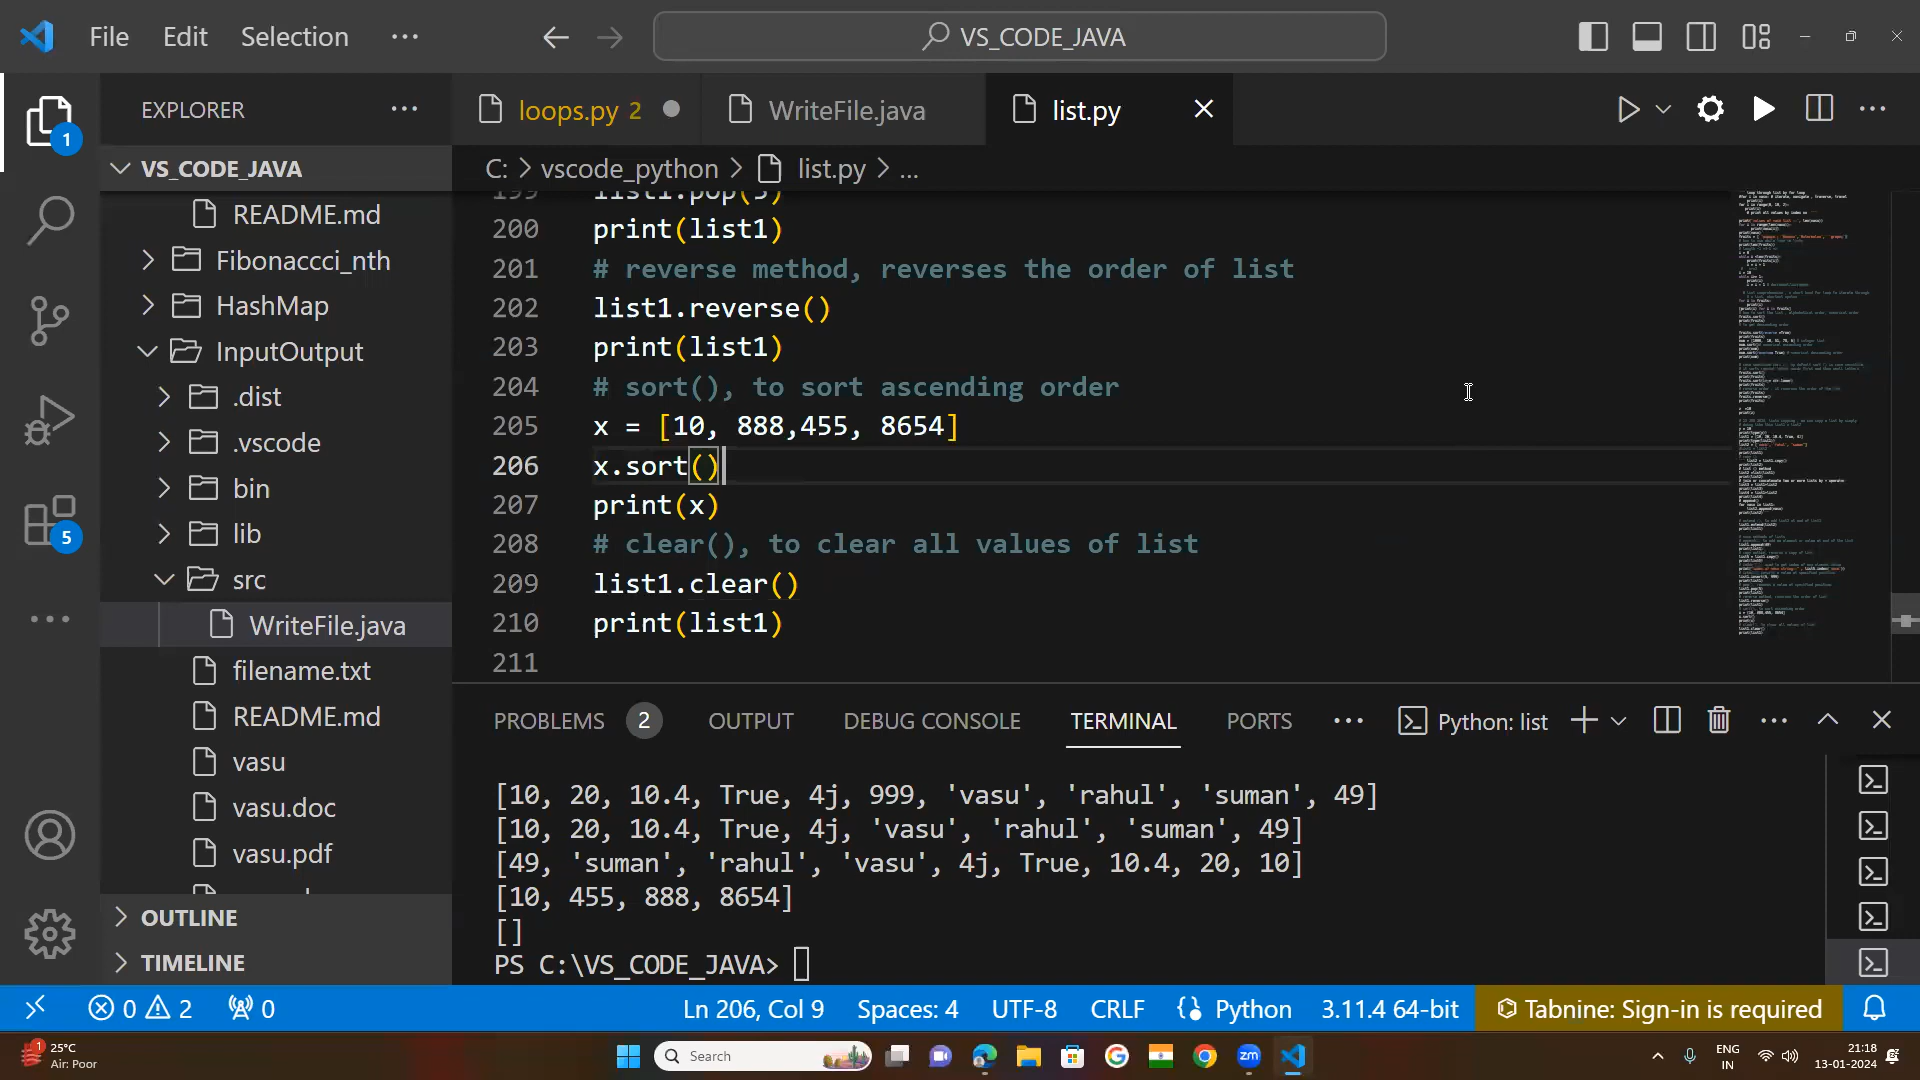 File Edit Selection ···
VS_CODE_JAVA
EXPLORER ···
loops.py 2
WriteFile.java
list.py
VS_CODE_JAVA
C: > vscode_python > list.py > ...
README.md
Fibonaccci_nth
HashMap
InputOutput
.dist
.vscode
bin
lib
src
WriteFile.java
filename.txt
README.md
vasu
vasu.doc
vasu.pdf
OUTLINE
TIMELINE
1
5
199 list1.pop(5)
200 print(list1)
201 # reverse method, reverses the order of list
202 list1.reverse()
203 print(list1)
204 # sort(), to sort ascending order
205 x = [10, 888,455, 8654]
206 x.sort()
207 print(x)
208 # clear(), to clear all values of list
209 list1.clear()
210 print(list1)
211
PROBLEMS 2 OUTPUT DEBUG CONSOLE TERMINAL PORTS ··· Python: list
[10, 20, 10.4, True, 4j, 999, 'vasu', 'rahul', 'suman', 49]
[10, 20, 10.4, True, 4j, 'vasu', 'rahul', 'suman', 49]
[49, 'suman', 'rahul', 'vasu', 4j, True, 10.4, 20, 10]
[10, 455, 888, 8654]
[]
PS C:\VS_CODE_JAVA>
0 2 0 Ln 206, Col 9 Spaces: 4 UTF-8 CRLF Python 3.11.4 64-bit Tabnine: Sign-in is required
1
25°C
Air: Poor
Search
zm
ENG
IN
21:18
13-01-2024